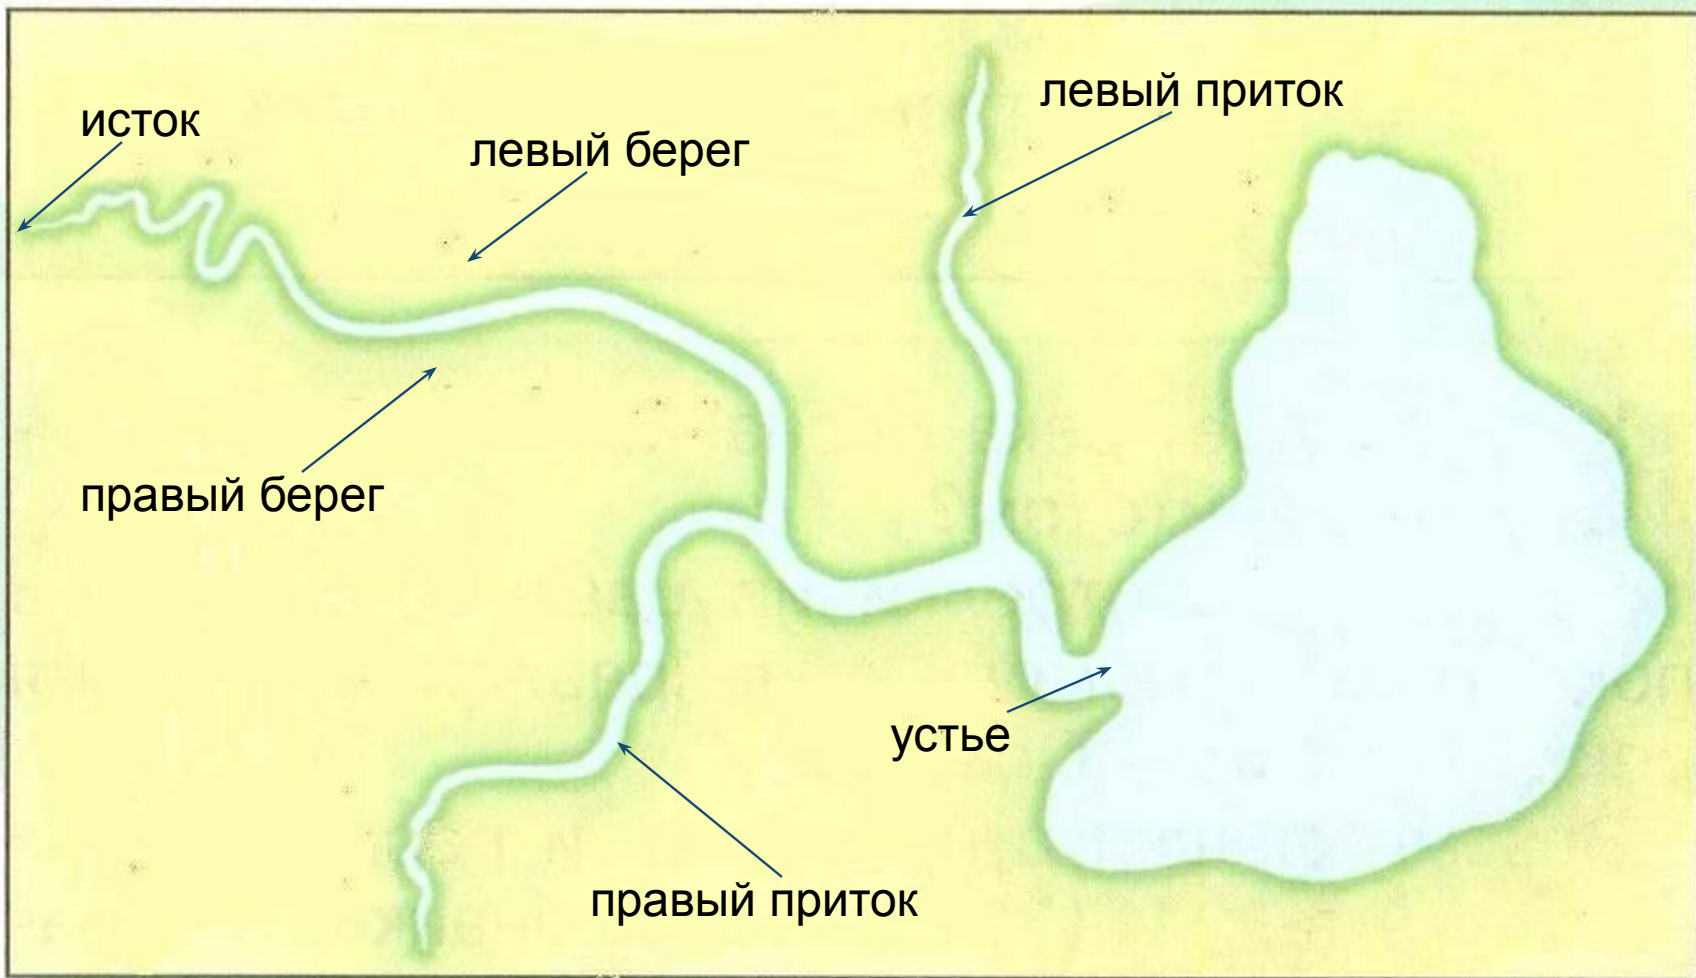 исток
левый берег
левый приток
правый берег
устье
правый приток